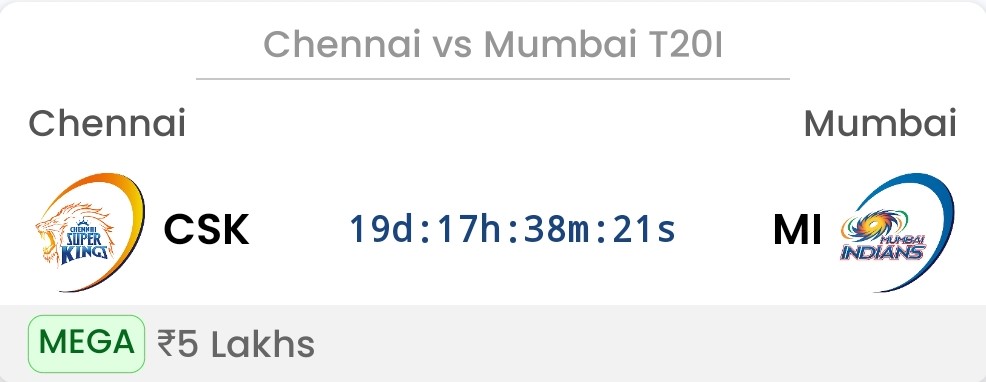 Chennai vs Mumbai T20I
Chennai Mumbai
CHENNAI
SUPER
KINGS
CSK 19d:17h:38m:21s MI
MUMBAI
INDIANS
MEGA ₹5 Lakhs